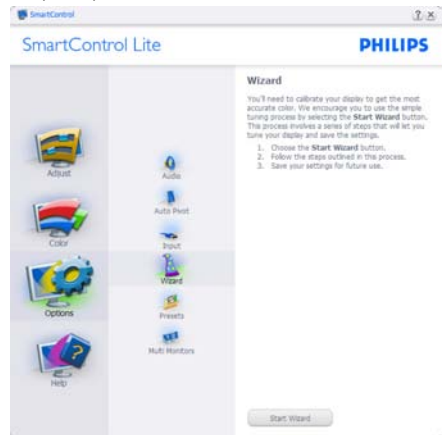 SmartControl
SmartControl Lite
PHILIPS
Adjust
Color
Options
Help
Audio
Auto Pivot
Input
Wizard
Presets
Multi Monitors
Wizard
You'll need to calibrate your display to get the most
accurate color. We encourage you to use the simple
tuning process by selecting the Start Wizard button.
This process involves a series of steps that will let you
tune your display and save the settings.
1. Choose the Start Wizard button.
2. Follow the steps outlined in this process.
3. Save your settings for future use.
Start Wizard